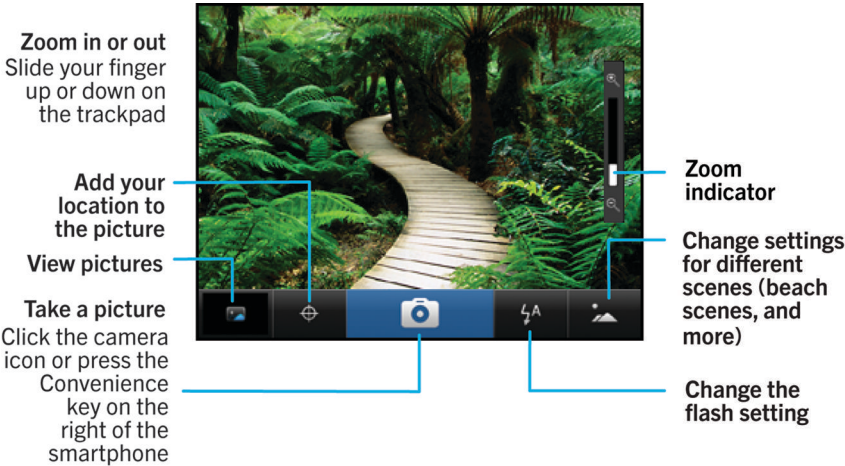 Zoom in or out
Slide your finger
up or down on
the trackpad
Add your
location to
the picture
View pictures
Take a picture
Click the camera
icon or press the
Convenience
key on the
right of the
smartphone
A
Zoom
indicator
Change settings
for different
scenes (beach
scenes, and
more)
Change the
flash setting